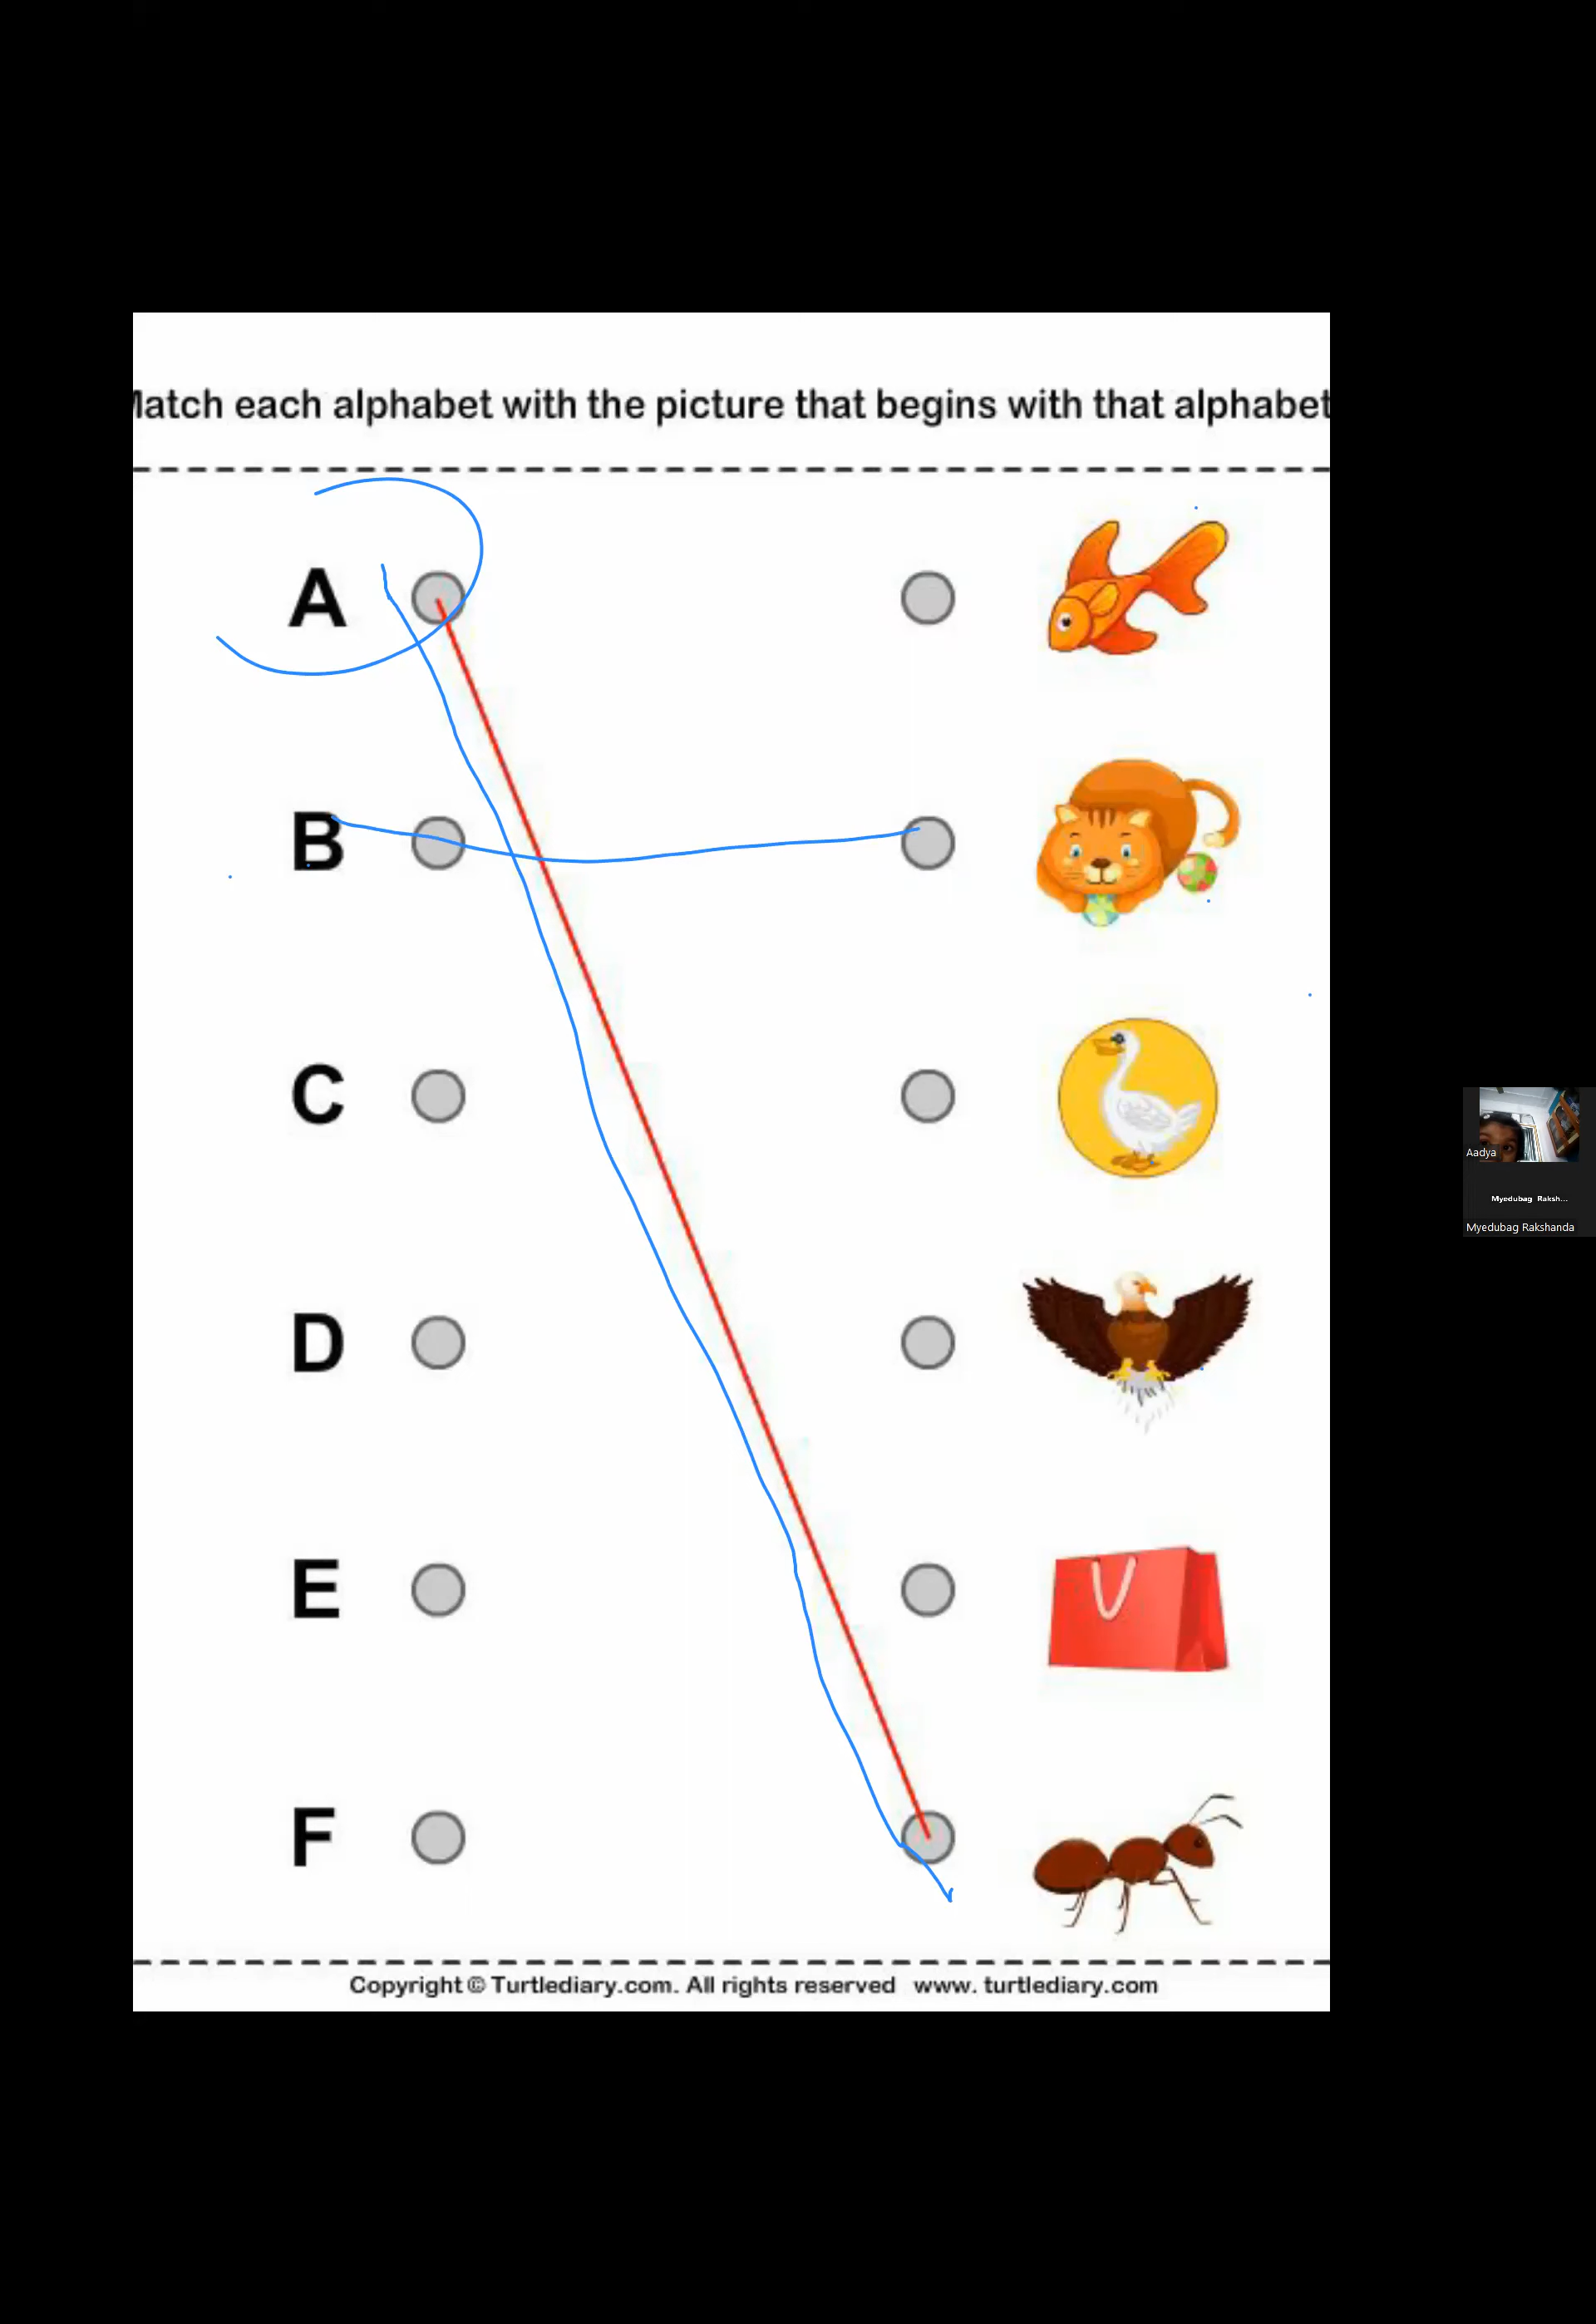 Match each alphabet with the picture that begins with that alphabet
A
B
C
D
E
F
Copyright © Turtlediary.com. All rights reserved www. turtlediary.com
Aadya
Myedubag Raksh...
Myedubag Rakshanda